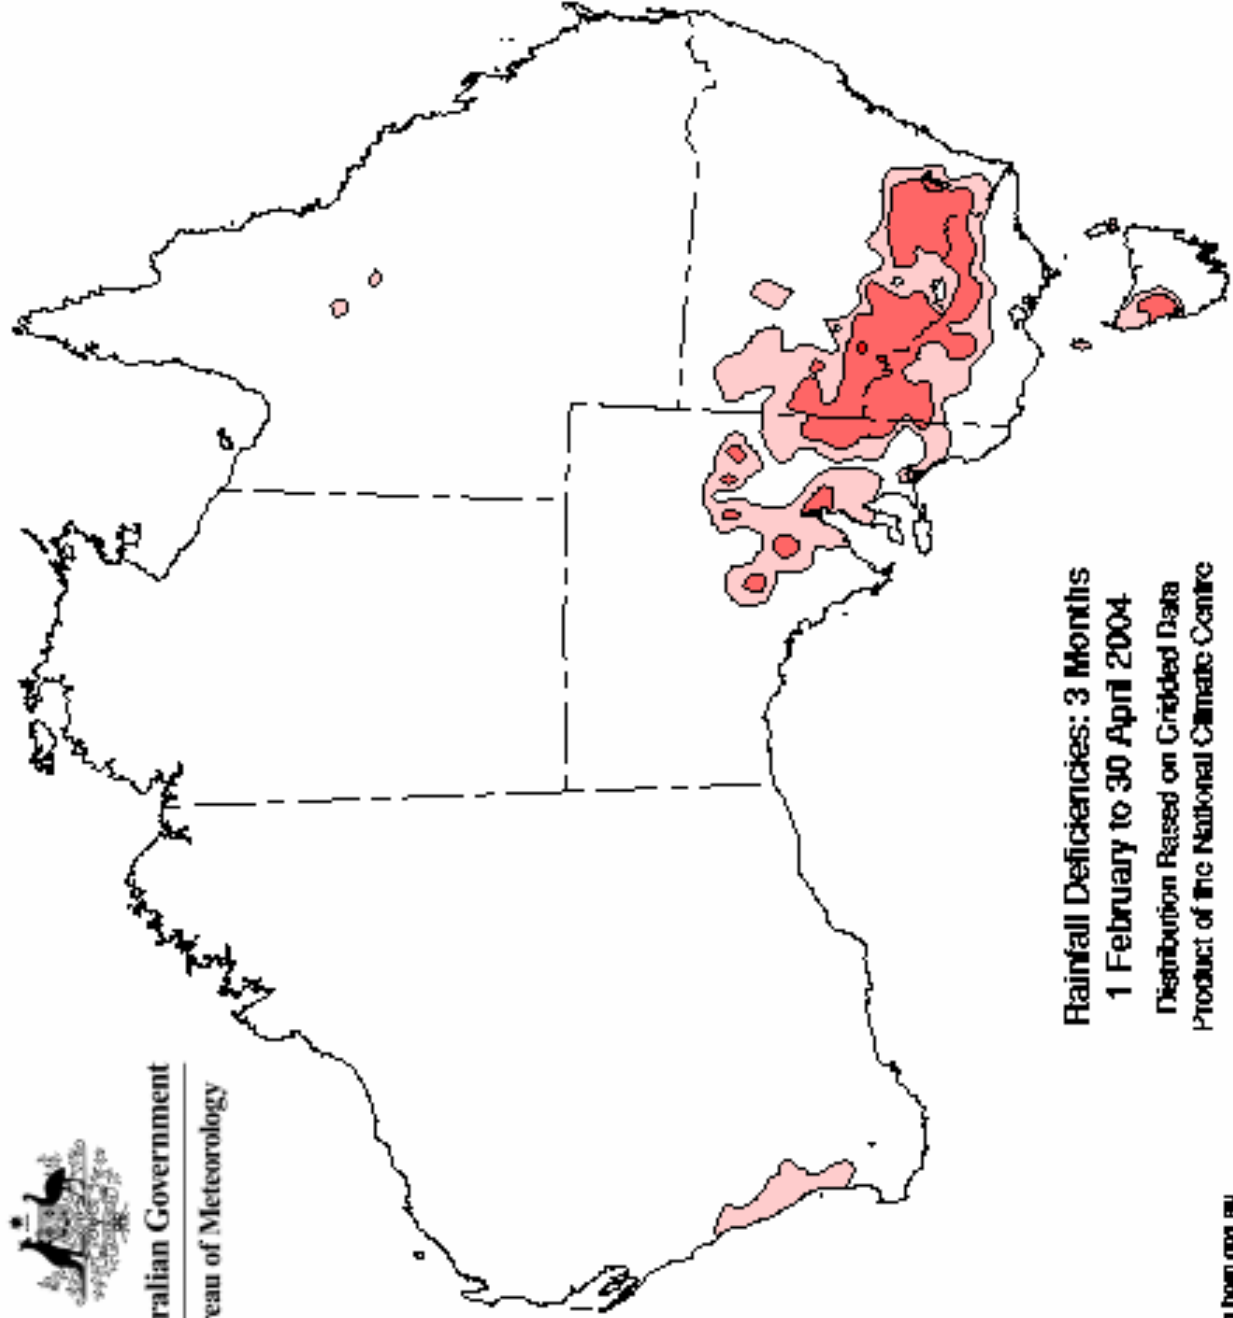 ralian Government
eau of Meteorology
Rainfall Deficiencies: 3 Months
1 February to 30 April 2004
Distribution Based on Gridded Data
Product of the National Climate Centre